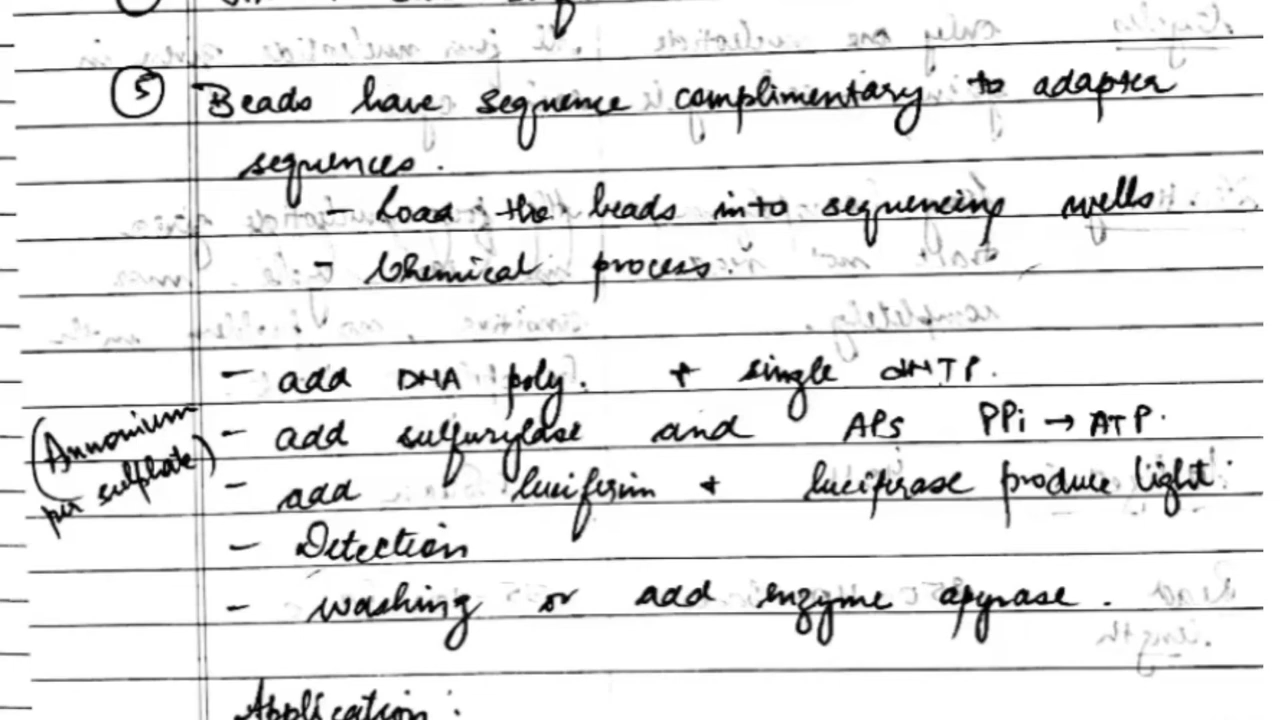 ⑤ Beads have sequence complimentary to adapter
sequences.
- Load the beads into sequencing wells
- Chemical process.
- add DNA poly. + single dNTP.
(Ammonium
per sulphate)
- add sulfurylase and APs PPi → ATP.
- add luciferin + luciferase produce light.
- Detection
- washing or add enzyme apyrase.
Application: